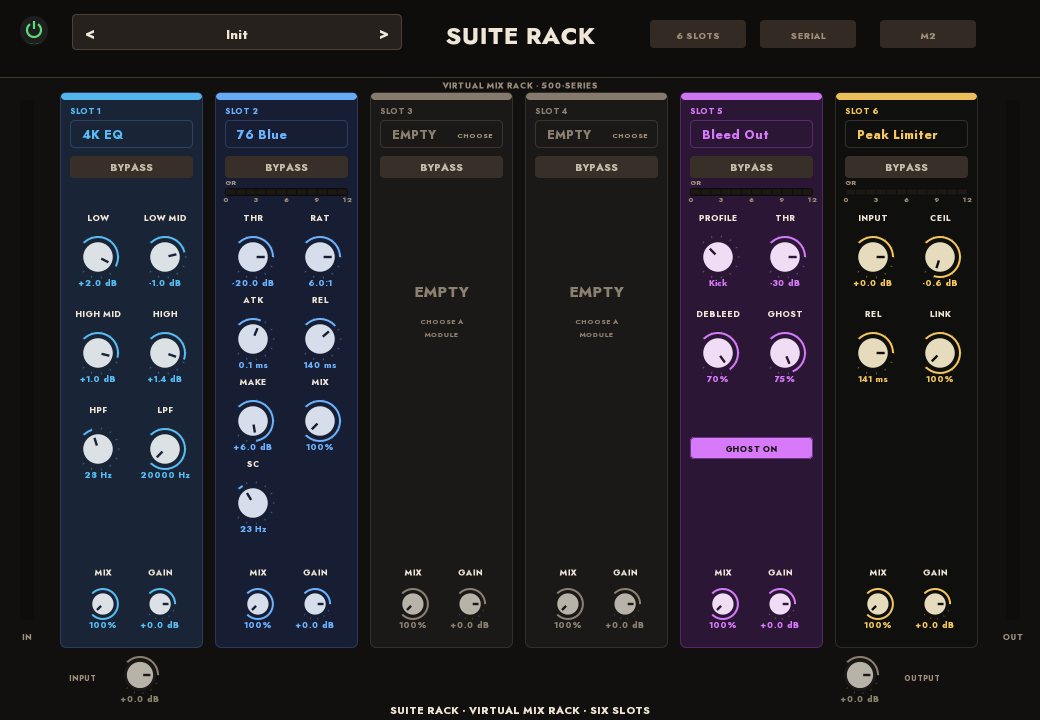 < Init >
SUITE RACK
6 SLOTS
SERIAL
M2
VIRTUAL MIX RACK · 500-SERIES
SLOT 1
4K EQ
BYPASS
LOW LOW MID
+2.0 dB -1.0 dB
HIGH MID HIGH
+1.0 dB +1.4 dB
HPF LPF
28 Hz 20000 Hz
MIX GAIN
100% +0.0 dB
SLOT 2
76 Blue
BYPASS
GR
0 3 6 9 12
THR RAT
-20.0 dB 6.0:1
ATK REL
0.1 ms 140 ms
MAKE MIX
+6.0 dB 100%
SC
23 Hz
MIX GAIN
100% +0.0 dB
SLOT 3
EMPTY CHOOSE
BYPASS
EMPTY
CHOOSE A
MODULE
MIX GAIN
100% +0.0 dB
SLOT 4
EMPTY CHOOSE
BYPASS
EMPTY
CHOOSE A
MODULE
MIX GAIN
100% +0.0 dB
SLOT 5
Bleed Out
BYPASS
GR
0 3 6 9 12
PROFILE THR
Kick -30 dB
DEBLEED GHOST
70% 75%
GHOST ON
MIX GAIN
100% +0.0 dB
SLOT 6
Peak Limiter
BYPASS
GR
0 3 6 9 12
INPUT CEIL
+0.0 dB -0.6 dB
REL LINK
141 ms 100%
MIX GAIN
100% +0.0 dB
IN
OUT
INPUT
+0.0 dB
+0.0 dB
OUTPUT
SUITE RACK · VIRTUAL MIX RACK · SIX SLOTS